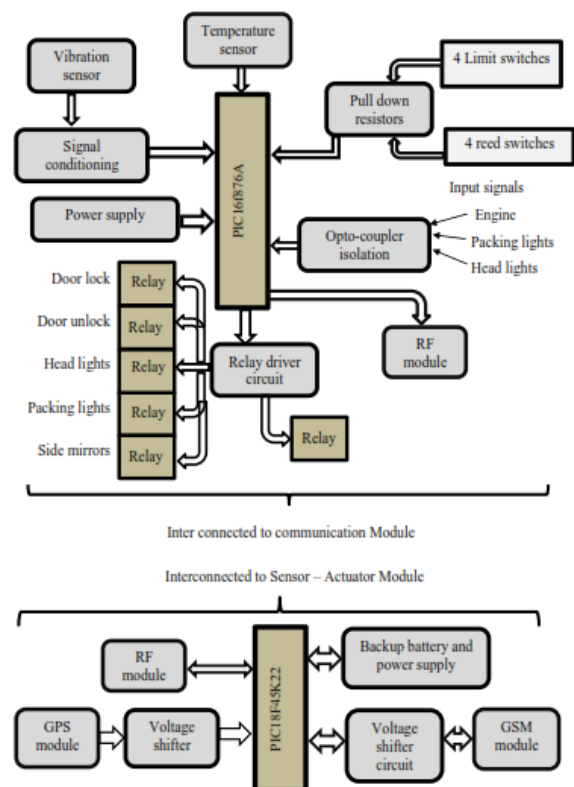 Temperature
sensor
Vibration
sensor
4 Limit switches
Pull down
resistors
Signal
conditioning
4 reed switches
PIC16f876A
Input signals
Power supply
Engine
Opto-coupler
isolation
Packing lights
Head lights
Door lock
Relay
Door unlock
Relay
RF
module
Head lights
Relay
Relay driver
circuit
Packing lights
Relay
Relay
Side mirrors
Relay
Inter connected to communication Module
Interconnected to Sensor – Actuator Module
PIC18F45K22
RF
module
Backup battery and
power supply
GPS
module
Voltage
shifter
Voltage
shifter
circuit
GSM
module